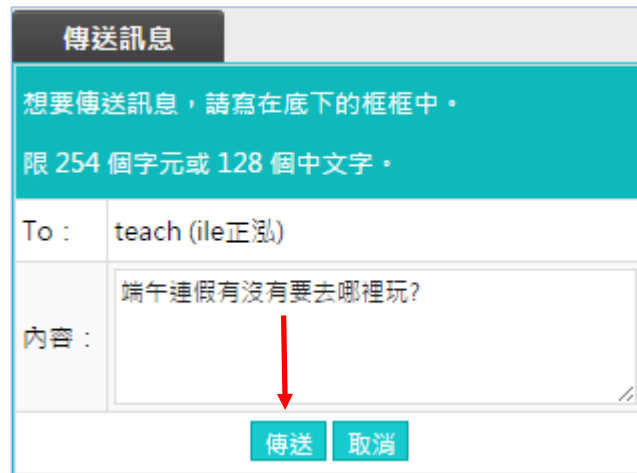 傳送訊息
想要傳送訊息，請寫在底下的框框中。
限 254 個字元或 128 個中文字。
To： teach (ile正泓)
內容： 端午連假有沒有要去哪裡玩?
傳送 取消